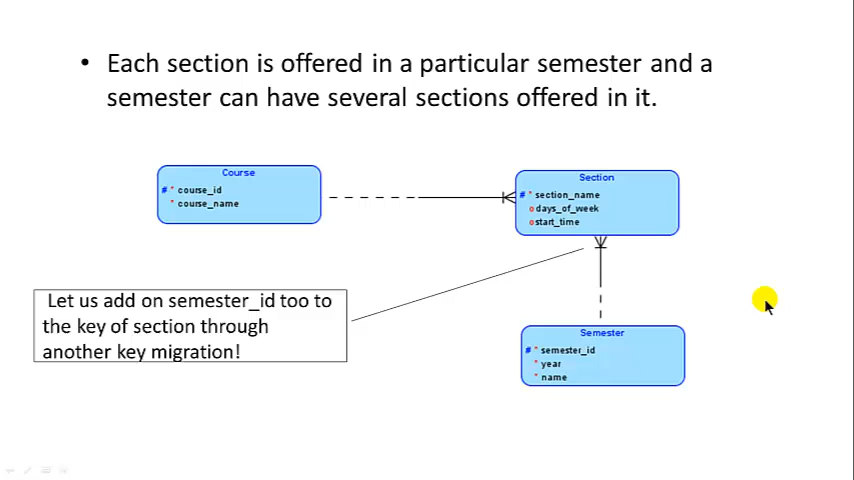 • Each section is offered in a particular semester and a
semester can have several sections offered in it.
Course
# * course_id
* course_name
Section
# * section_name
o days_of_week
o start_time
Let us add on semester_id too to
the key of section through
another key migration!
Semester
# * semester_id
* year
* name